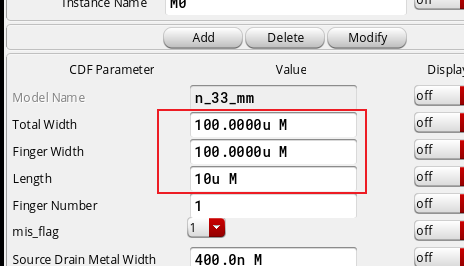 Instance Name M0 off
Add Delete Modify
CDF Parameter Value Displa
Model Name n_33_mm off
Total Width 100.0000u M off
Finger Width 100.0000u M off
Length 10u M off
Finger Number 1 off
mis_flag 1 off
Source Drain Metal Width 400.0n M off